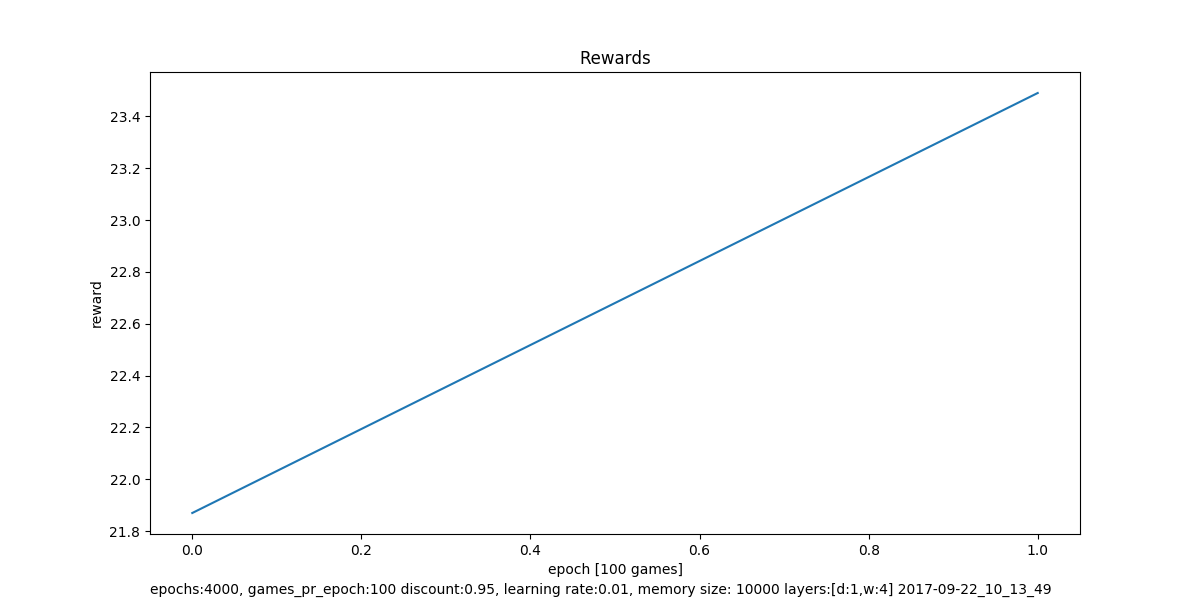 Rewards
23.4
23.2
23.0
22.8
22.6
22.4
22.2
22.0
21.8
reward
0.0 0.2 0.4 0.6 0.8 1.0
epoch [100 games]
epochs:4000, games_pr_epoch:100 discount:0.95, learning rate:0.01, memory size: 10000 layers:[d:1,w:4] 2017-09-22_10_13_49